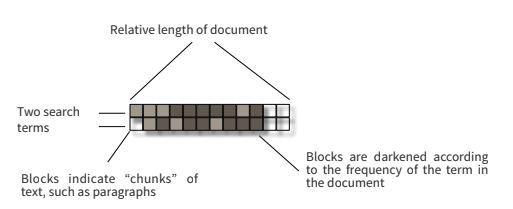 Relative length of document
Two search
terms
Blocks indicate “chunks” of
text, such as paragraphs
Blocks are darkened according
to the frequency of the term in
the document